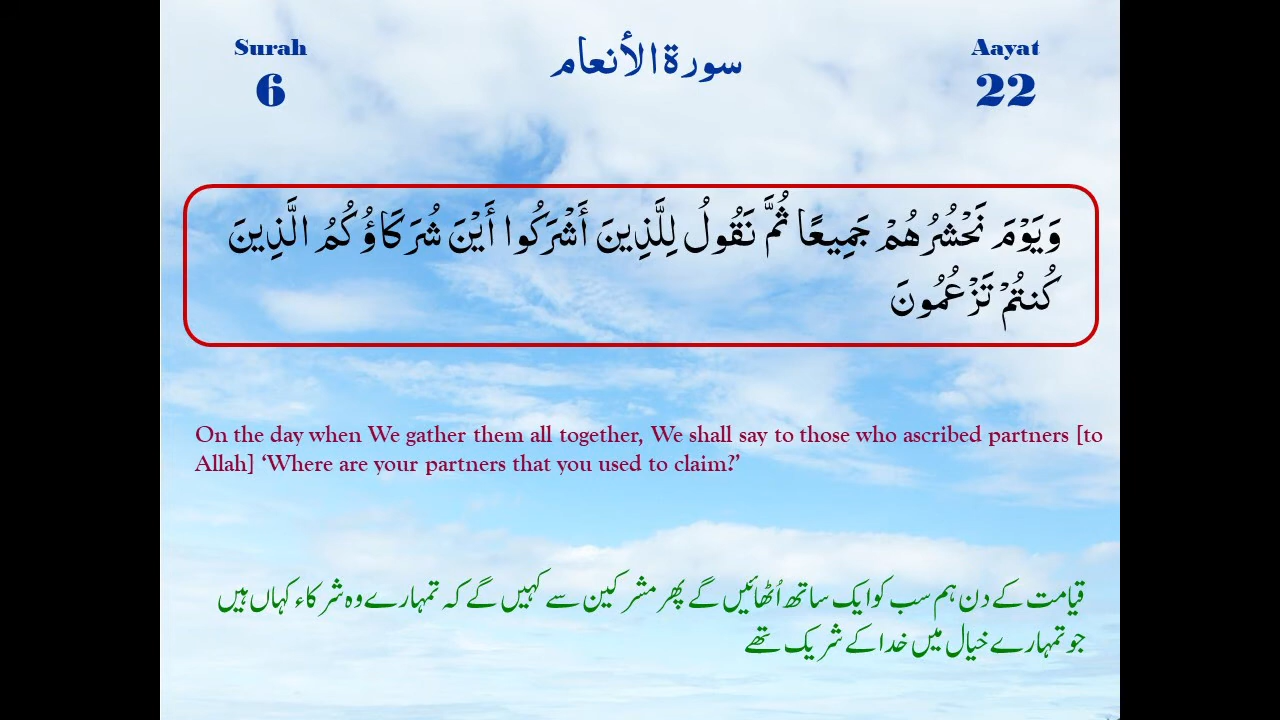 Surah
6
سورة الأنعام
Aayat
22
وَيَوْمَ نَحْشُرُهُمْ جَمِيعًا ثُمَّ نَقُولُ لِلَّذِينَ أَشْرَكُوا أَيْنَ شُرَكَاؤُكُمُ الَّذِينَ
كُنتُمْ تَزْعُمُونَ
On the day when We gather them all together, We shall say to those who ascribed partners [to
Allah] ‘Where are your partners that you used to claim?’
قیامت کے دن ہم سب کو ایک ساتھ اُٹھائیں گے پھر مشرکین سے کہیں گے کہ تمہارے وہ شرکاء کہاں ہیں
جو تمہارے خیال میں خدا کے شریک تھے